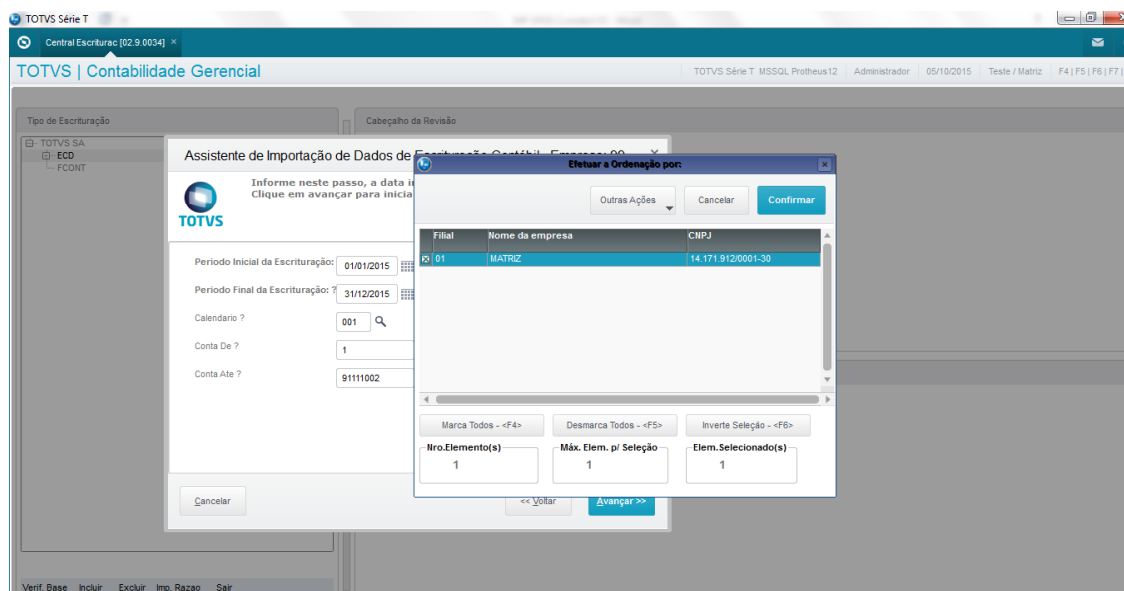 TOTVS Série T
Central Escriturac [02.9.0034] ×
TOTVS | Contabilidade Gerencial
TOTVS Série T MSSQL Protheus12 Administrador 05/10/2015 Teste / Matriz F4 | F5 | F6 | F7 |
Tipo de Escrituração
Cabeçalho da Revisão
TOTVS SA
ECD
FCONT
Assistente de Importação de Dados de Escrituração Contábil - Empresa: 99
Informe neste passo, a data i
Clique em avançar para inicia
TOTVS
Periodo Inicial da Escrituração: 01/01/2015
Periodo Final da Escrituração: ? 31/12/2015
Calendario ? 001
Conta De ? 1
Conta Ate ? 91111002
Cancelar
<< Voltar
Avançar >>
Efetuar a Ordenação por:
Outras Ações
Cancelar
Confirmar
Filial Nome da empresa CNPJ
01 MATRIZ 14.171.912/0001-30
Marca Todos - <F4>
Desmarca Todos - <F5>
Inverte Seleção - <F6>
Nro.Elemento(s) Máx. Elem. p/ Seleção Elem.Selecionado(s)
1 1 1
Verif. Base Incluir Excluir Imp. Razao Sair